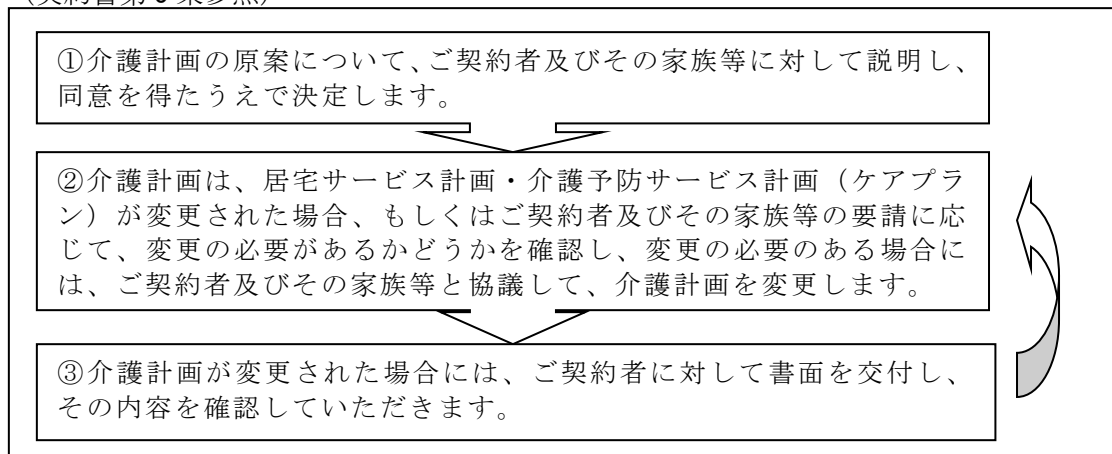 ①介護計画の原案について、ご契約者及びその家族等に対して説明し、
同意を得たうえで決定します。
②介護計画は、居宅サービス計画・介護予防サービス計画(ケアプラ
ン)が変更された場合、もしくはご契約者及びその家族等の要請に応
じて、変更の必要があるかどうかを確認し、変更の必要のある場合に
は、ご契約者及びその家族等と協議して、介護計画を変更します。
③介護計画が変更された場合には、ご契約者に対して書面を交付し、
その内容を確認していただきます。